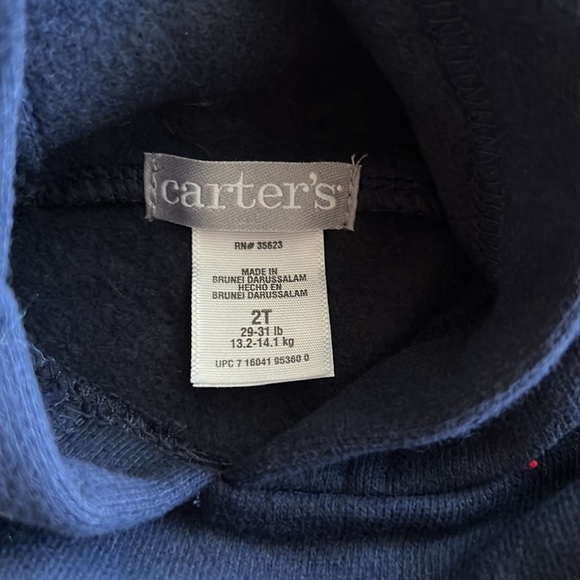 carter's
RN# 35623
MADE IN
BRUNEI DARUSSALAM
HECHO EN
BRUNEI DARUSSALAM
2T
29-31 lb
13.2-14.1 kg
UPC 7 16041 95360 0